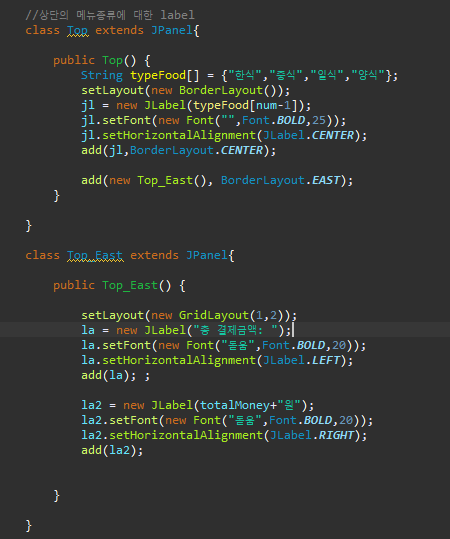 //상단의 메뉴종류에 대한 label
class Top extends JPanel{
public Top() {
String typeFood[] = {"한식","중식","일식","양식"};
setLayout(new BorderLayout());
jl = new JLabel(typeFood[num-1]);
jl.setFont(new Font("",Font.BOLD,25));
jl.setHorizontalAlignment(JLabel.CENTER);
add(jl,BorderLayout.CENTER);
add(new Top_East(), BorderLayout.EAST);
}
}
class Top_East extends JPanel{
public Top_East() {
setLayout(new GridLayout(1,2));
la = new JLabel("총 결제금액: ");
la.setFont(new Font("돋움",Font.BOLD,20));
la.setHorizontalAlignment(JLabel.LEFT);
add(la); ;
la2 = new JLabel(totalMoney+"원");
la2.setFont(new Font("돋움",Font.BOLD,20));
la2.setHorizontalAlignment(JLabel.RIGHT);
add(la2);
}
}